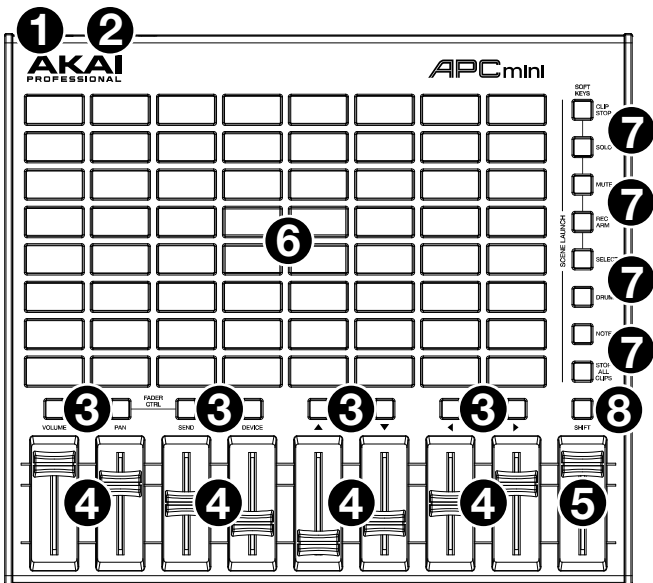 1 2
AKAI
PROFESSIONAL
APC mini
SOFT
KEYS
CLIP
STOP
7
SOLO
MUTE
7
REC
ARM
6
SCENE LAUNCH
SELECT
7
DRUM
NOTE
7
STOP
ALL
CLIPS
3 FADER
CTRL 3 3 3 8
VOLUME PAN SEND DEVICE ▲ ▼ ◀ ▶ SHIFT
4 4 4 4 5